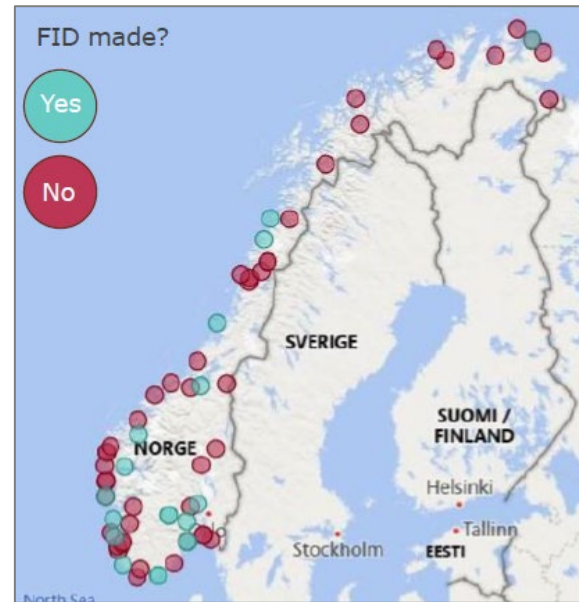 FID made?
Yes
No
SVERIGE
SUOMI /
FINLAND
NORGE
Helsinki
Tallinn
Stockholm
EESTI
North Sea